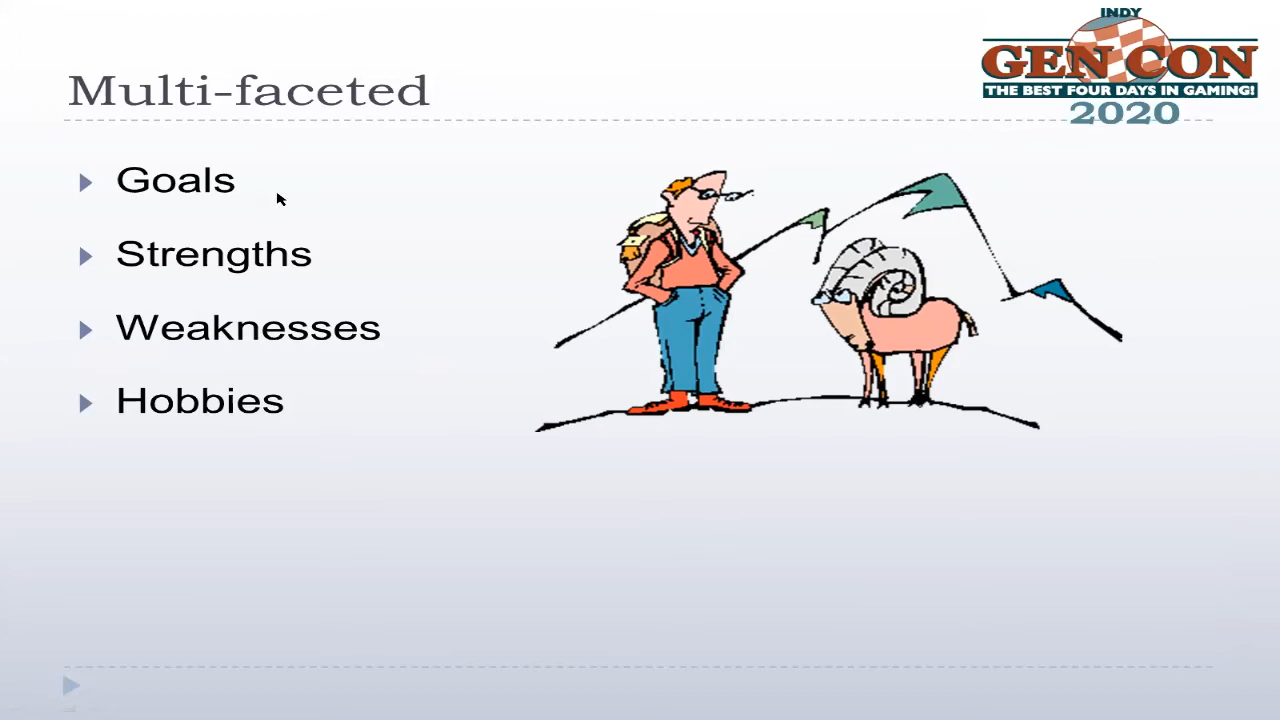 INDY
GEN CON
THE BEST FOUR DAYS IN GAMING!
2020
Multi-faceted
Goals
Strengths
Weaknesses
Hobbies